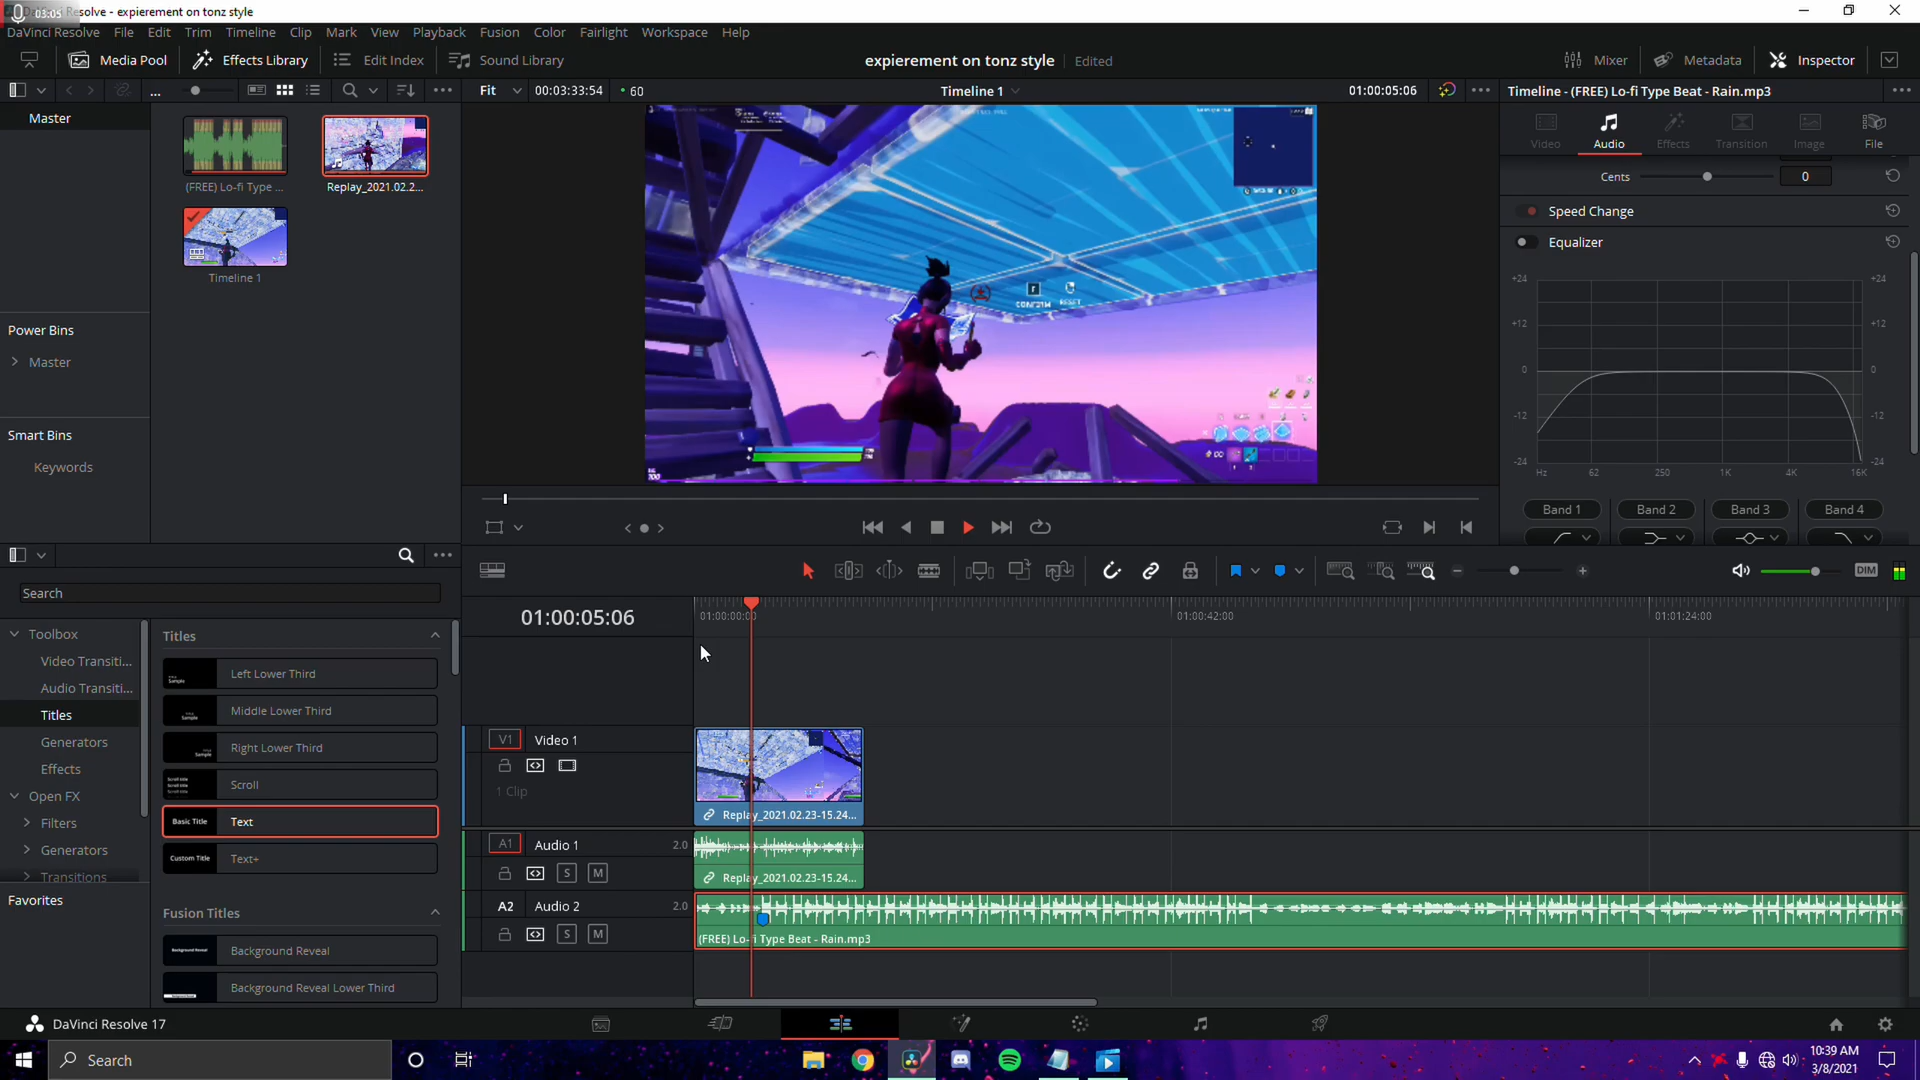 03:05
Resolve - expierement on tonz style
DaVinci Resolve File Edit Trim Timeline Clip Mark View Playback Fusion Color Fairlight Workspace Help
Media Pool Effects Library Edit Index Sound Library
expierement on tonz style Edited
Mixer Metadata Inspector
...
Fit 00:03:33:54 60 Timeline 1 01:00:05:06
Timeline - (FREE) Lo-fi Type Beat - Rain.mp3
Master
(FREE) Lo-fi Type ...
Replay_2021.02.2...
Timeline 1
Power Bins
Master
Smart Bins
Keywords
CONFIRM RESET
100
Video Audio Effects Transition Image File
Cents 0
Speed Change
Equalizer
+24 +24
+12 +12
0 0
-12 -12
-24 -24
Hz 62 250 1K 4K 16K
Band 1 Band 2 Band 3 Band 4
DIM
Search
Toolbox
Video Transiti...
Audio Transiti...
Titles
Generators
Effects
Open FX
Filters
Generators
Transitions
Favorites
Titles
Left Lower Third
Middle Lower Third
Right Lower Third
Scroll
Basic Title Text
Custom Title Text+
Fusion Titles
Background Reveal
Background Reveal Lower Third
01:00:05:06
01:00:00:00 01:00:42:00 01:01:24:00
V1 Video 1
1 Clip
Replay_2021.02.23-15.24...
A1 Audio 1 2.0
S M
Replay_2021.02.23-15.24...
A2 Audio 2 2.0
S M
(FREE) Lo-fi Type Beat - Rain.mp3
DaVinci Resolve 17
Search
10:39 AM
3/8/2021